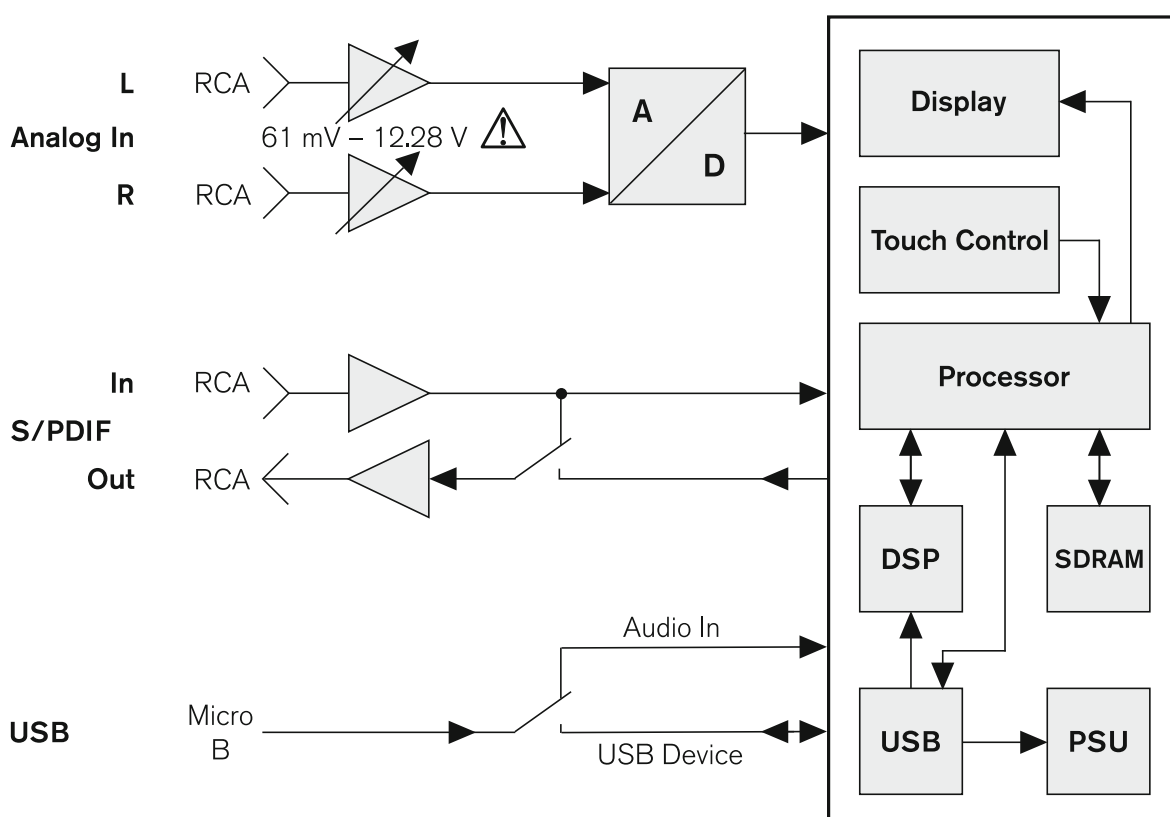 L
RCA
Analog In
61 mV – 12.28 V
R
RCA
A
D
Display
Touch Control
Processor
In
RCA
S/PDIF
Out
RCA
DSP
SDRAM
Audio In
USB
Micro
B
USB Device
USB
PSU